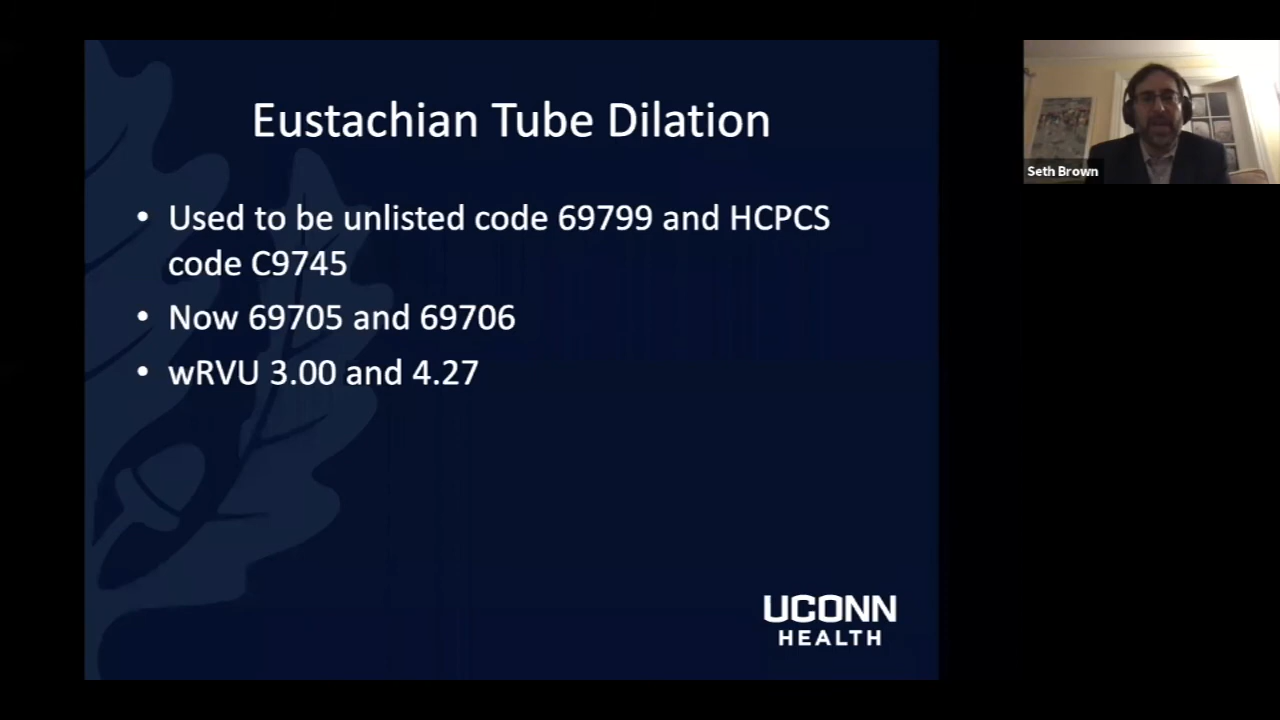 Eustachian Tube Dilation
• Used to be unlisted code 69799 and HCPCS
code C9745
• Now 69705 and 69706
• wRVU 3.00 and 4.27
UCONN
HEALTH
Seth Brown